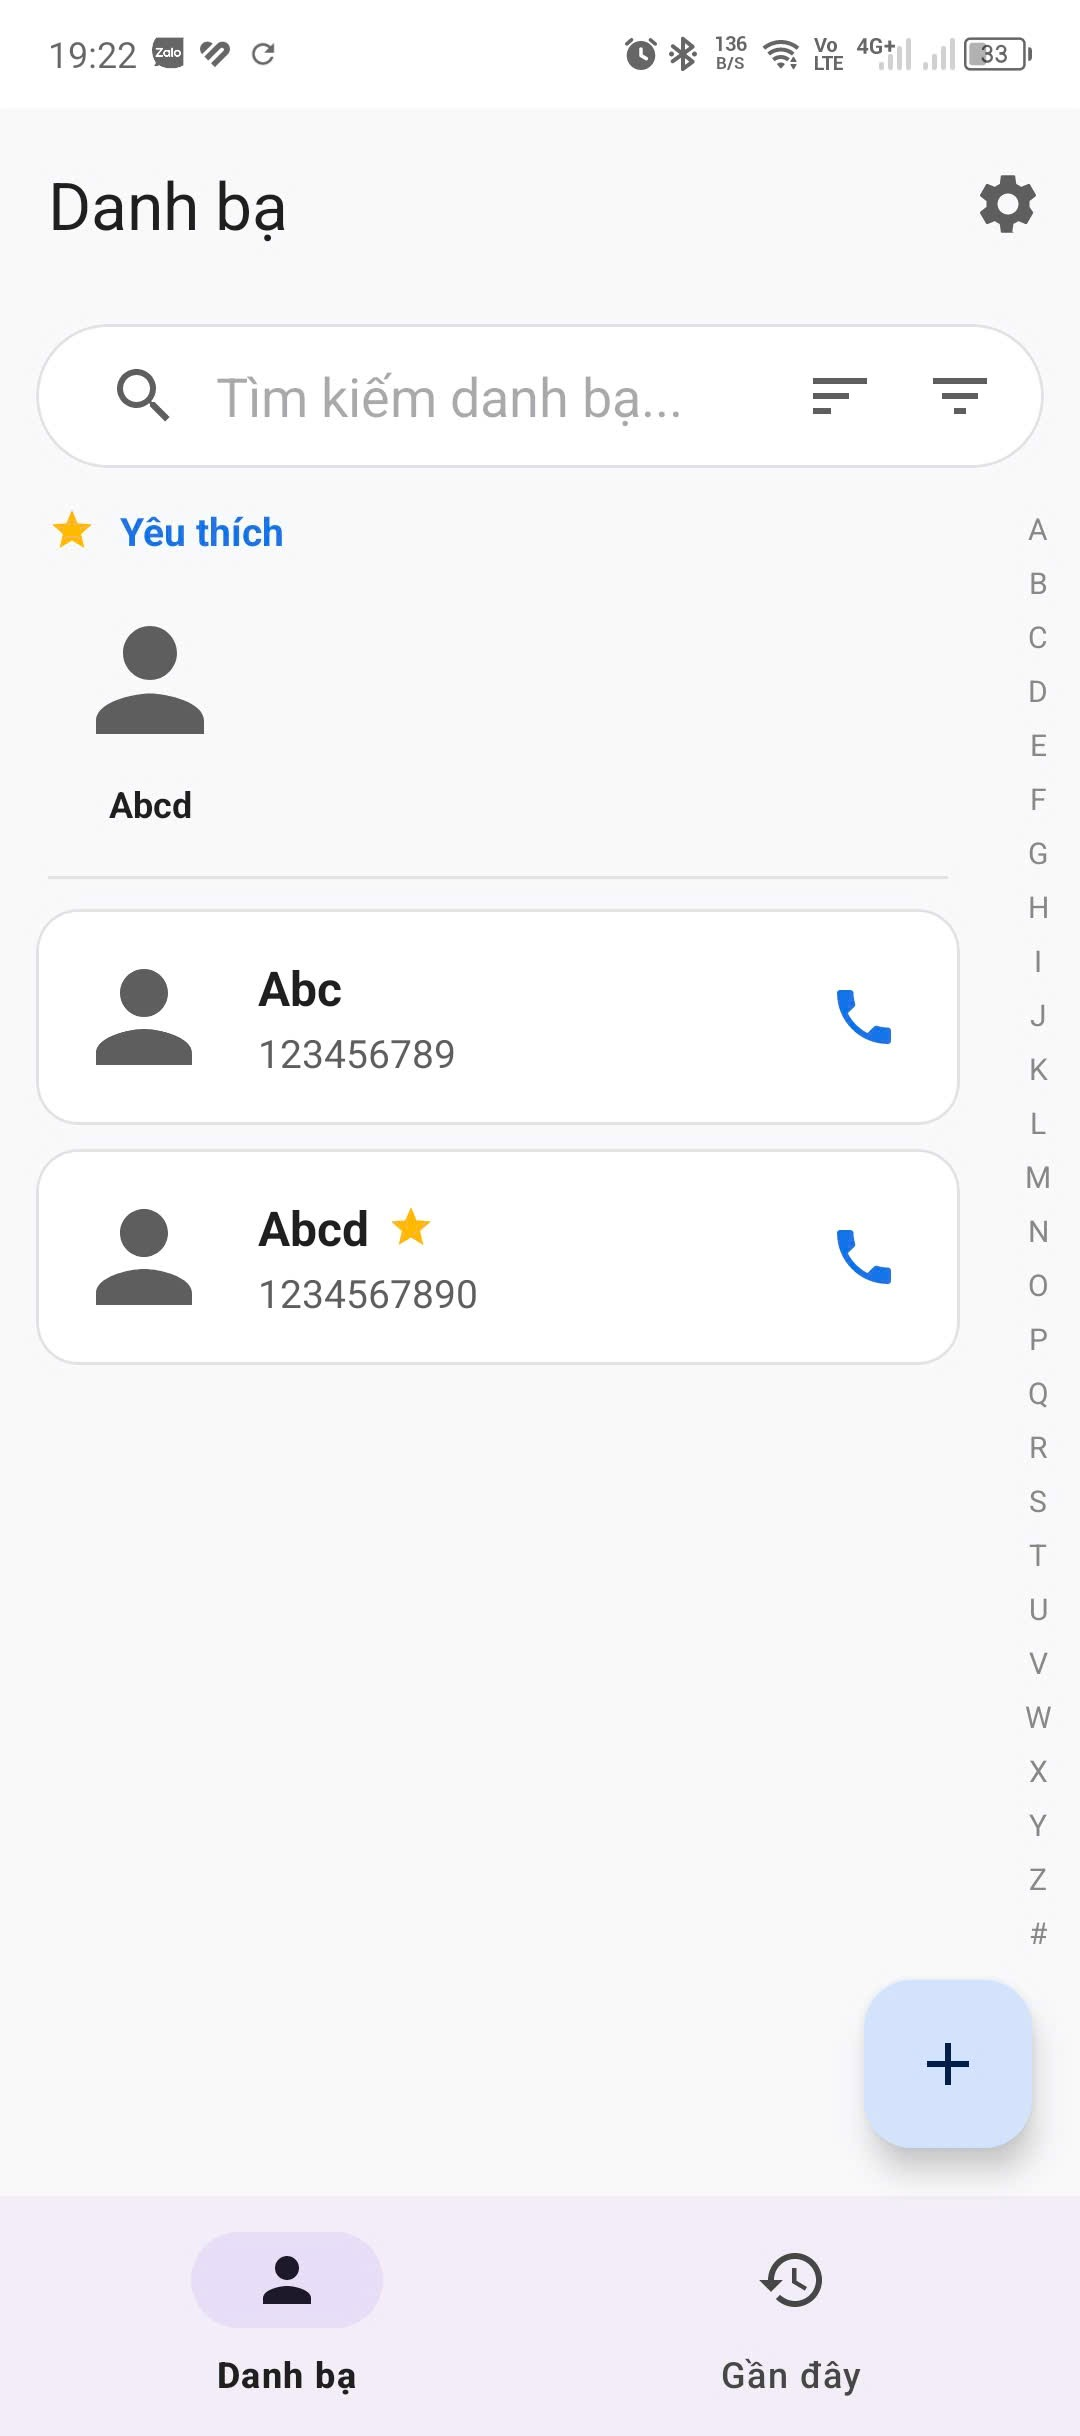 19:22 Zalo 136 B/S Vo LTE 4G+ 33
Danh bạ
Tìm kiếm danh bạ...
Yêu thích
Abcd
Abc
123456789
Abcd
1234567890
A
B
C
D
E
F
G
H
I
J
K
L
M
N
O
P
Q
R
S
T
U
V
W
X
Y
Z
#
Danh bạ
Gần đây